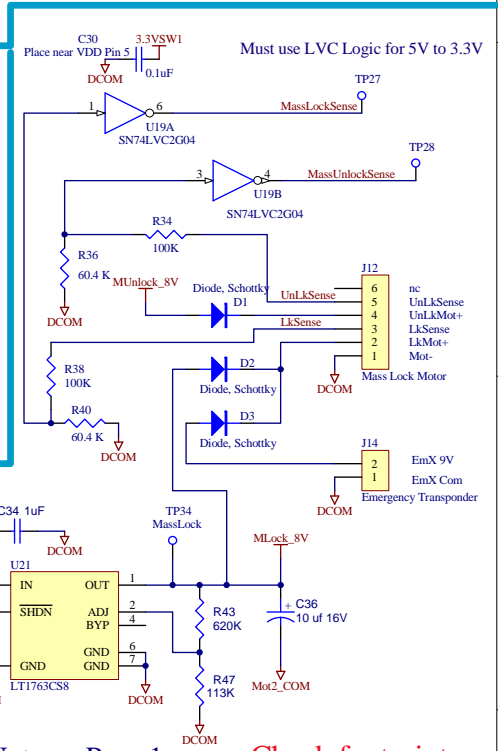 C30
3.3VSW1
Must use LVC Logic for 5V to 3.3V
Place near VDD Pin 5
DCOM
0.1uF
TP27
1
6
MassLockSense
U19A
SN74LVC2G04
TP28
3
4
MassUnlockSense
U19B
SN74LVC2G04
R34
R36
100K
60.4 K
J12
MUnlock_8V
Diode, Schottky
6
nc
UnLkSense
5
UnLkSense
DCOM
D1
4
UnLkMot+
LkSense
3
LkSense
2
LkMot+
R38
D2
1
Mot-
100K
DCOM
Mass Lock Motor
Diode, Schottky
R40
D3
60.4 K
Diode, Schottky
J14
DCOM
2
EmX 9V
1
EmX Com
Emergency Transponder
DCOM
C34 1uF
TP34
MassLock
MLock_8V
DCOM
U21
IN
OUT
1
SHDN
ADJ
2
BYP
4
R43
620K
C36
+
10 uf 16V
GND
6
GND
GND
7
R47
113K
LT1763CS8
DCOM
Mot2_COM
DCOM